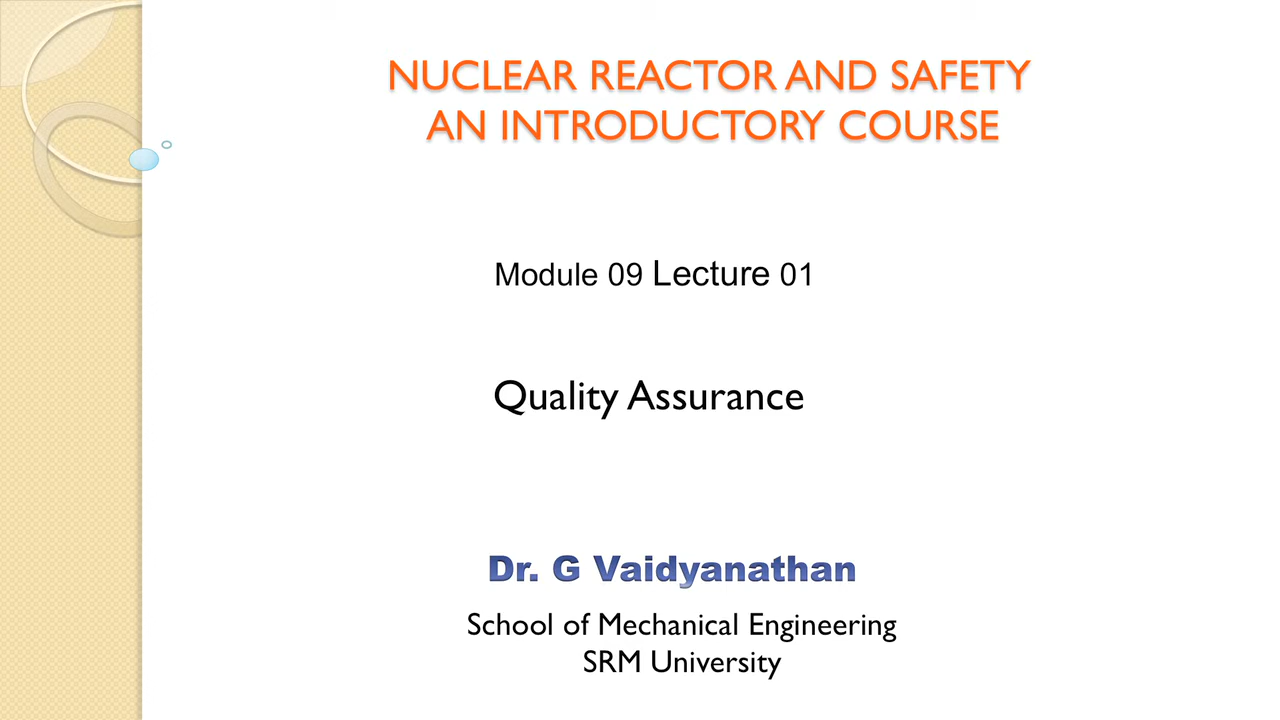 NUCLEAR REACTOR AND SAFETY
AN INTRODUCTORY COURSE
Module 09 Lecture 01
Quality Assurance
Dr. G Vaidyanathan
School of Mechanical Engineering
SRM University